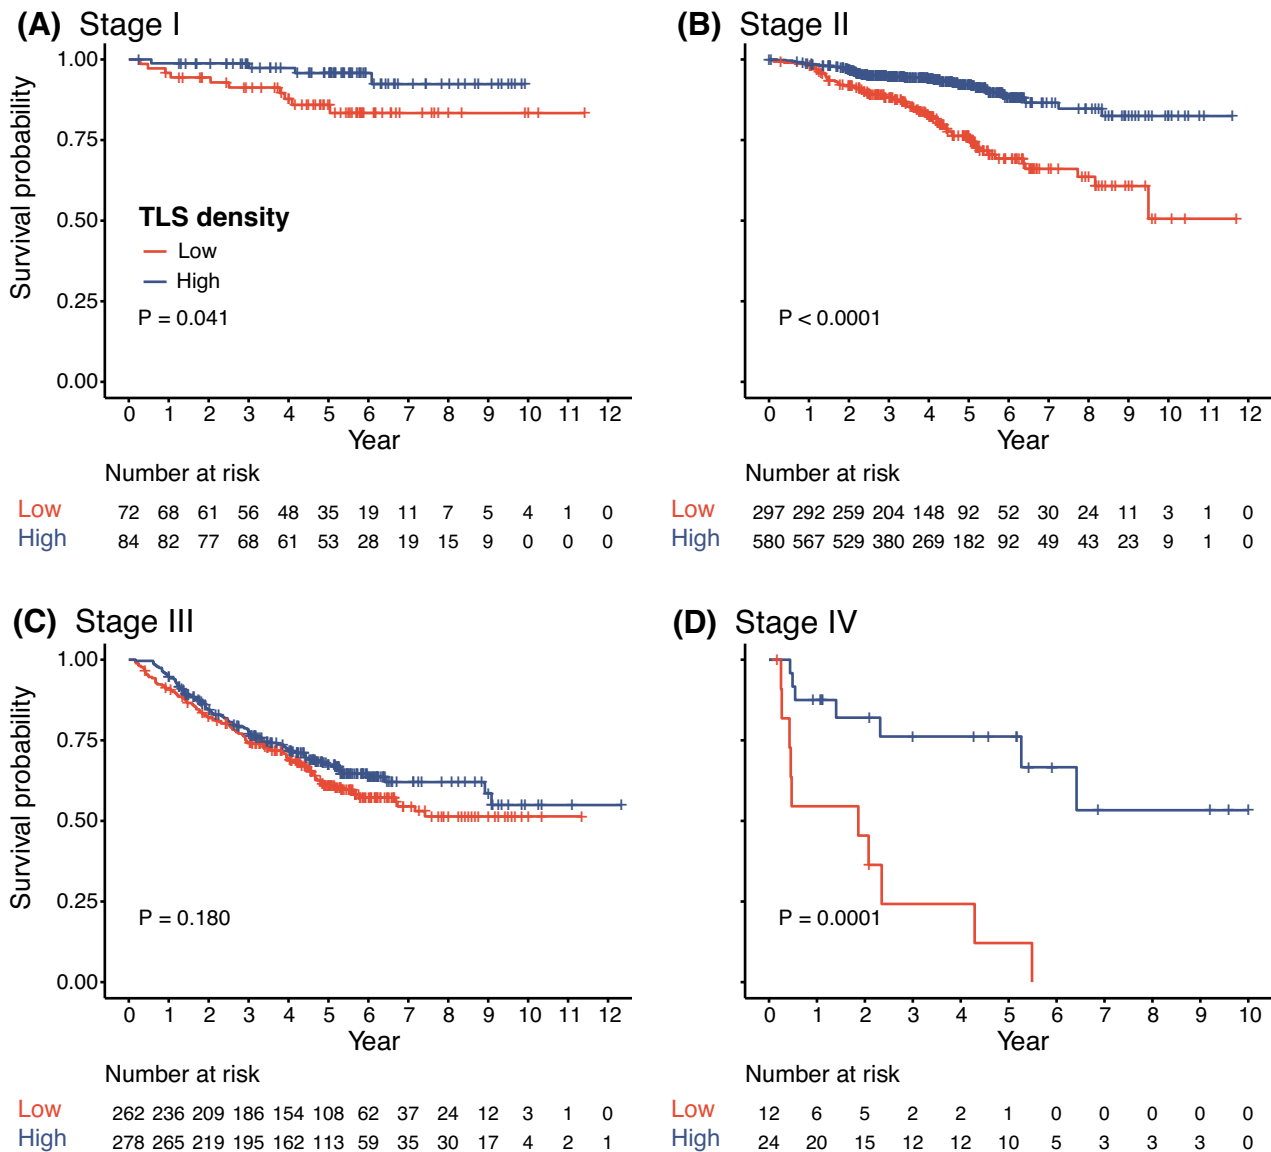 (A) Stage I
Survival probability
1.00
0.75
0.50
0.25
0.00
TLS density
Low
High
P = 0.041
0 1 2 3 4 5 6 7 8 9 10 11 12
Year
Number at risk
Low 72 68 61 56 48 35 19 11 7 5 4 1 0
High 84 82 77 68 61 53 28 19 15 9 0 0 0
(B) Stage II
1.00
0.75
0.50
0.25
0.00
P < 0.0001
0 1 2 3 4 5 6 7 8 9 10 11 12
Year
Number at risk
Low 297 292 259 204 148 92 52 30 24 11 3 1 0
High 580 567 529 380 269 182 92 49 43 23 9 1 0
(C) Stage III
Survival probability
1.00
0.75
0.50
0.25
0.00
P = 0.180
0 1 2 3 4 5 6 7 8 9 10 11 12
Year
Number at risk
Low 262 236 209 186 154 108 62 37 24 12 3 1 0
High 278 265 219 195 162 113 59 35 30 17 4 2 1
(D) Stage IV
P = 0.0001
0 1 2 3 4 5 6 7 8 9 10
Year
Number at risk
Low 12 6 5 2 2 1 0 0 0 0 0
High 24 20 15 12 12 10 5 3 3 3 0